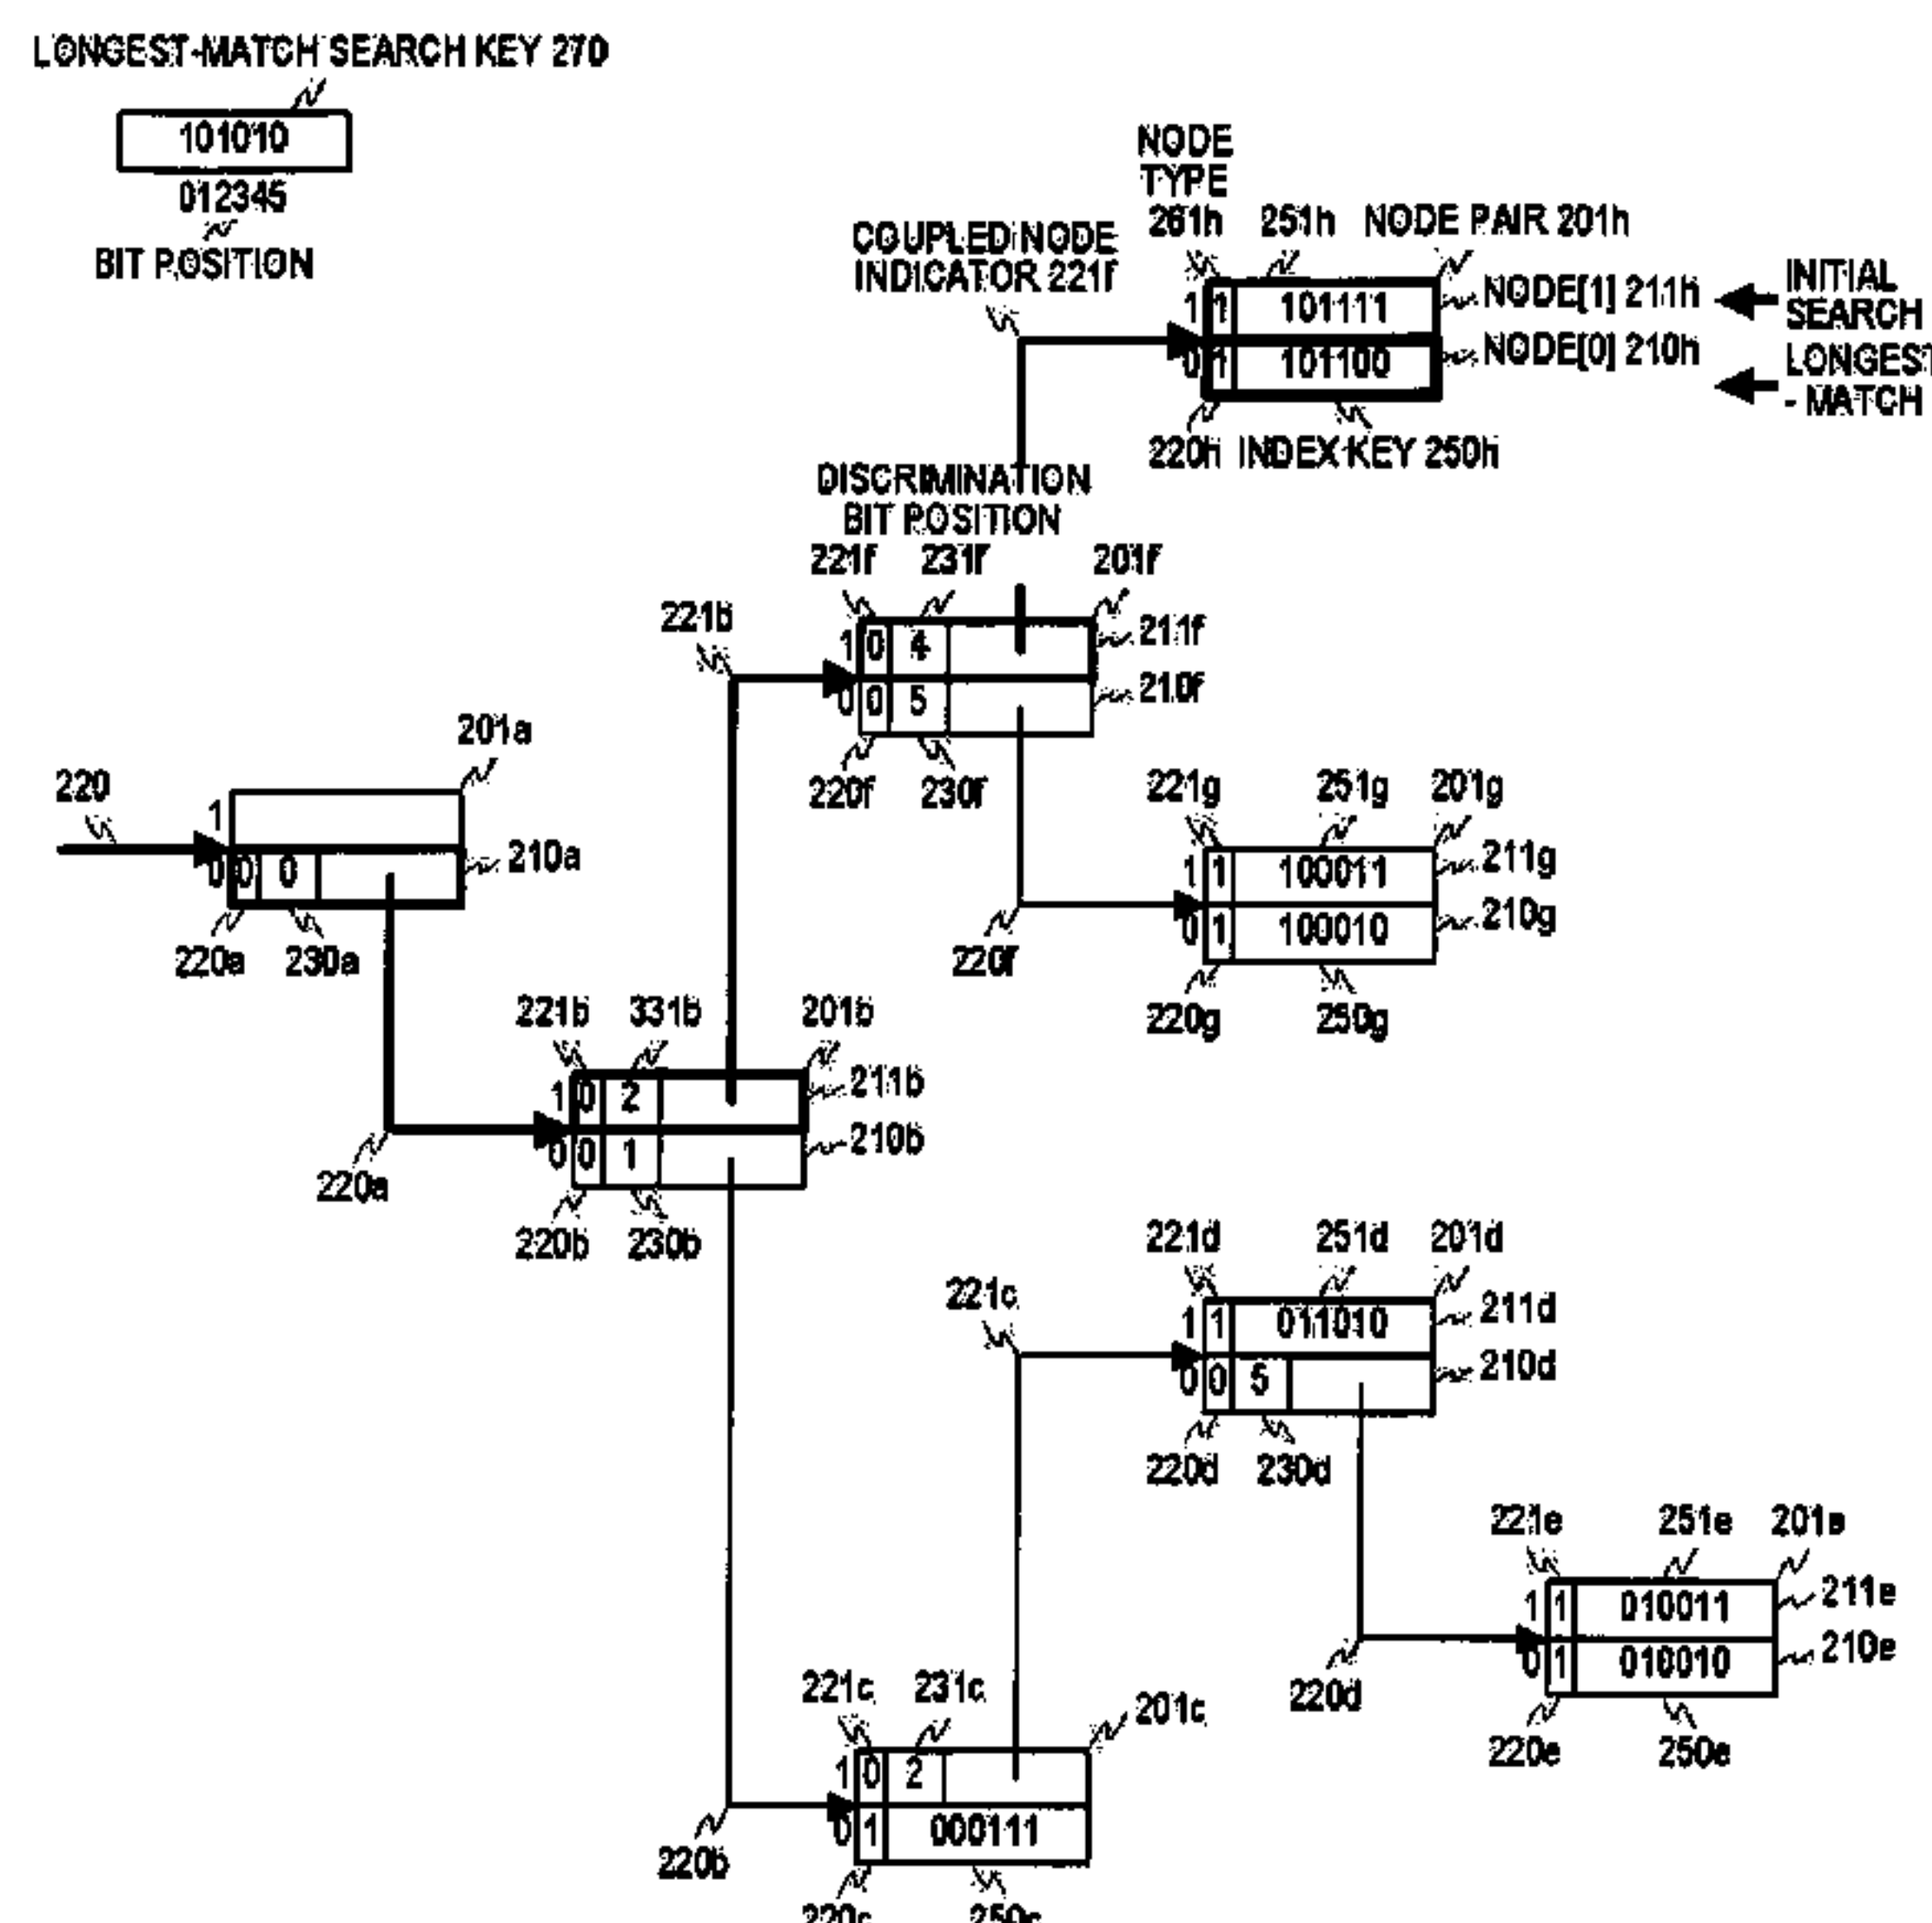 LONGEST-MATCH SEARCH KEY 270
101010
012345
BIT POSITION
NODE
TYPE
261h 251h NODE PAIR 201h
COUPLED NODE
INDICATOR 221f
1 1 101111 NODE[1] 211h
INITIAL
SEARCH
0 1 101100 NODE[0] 210h
LONGEST
- MATCH
220h INDEX KEY 250h
DISCRIMINATION
BIT POSITION
221f 231f 201f
221b
1 0 4 211f
0 0 5 210f
220f 230f
201a
220
1
0 0 0 210a
220a 230a
221g 251g 201g
1 1 100011 211g
0 1 100010 210g
220f
220g 250g
221b 331b 201b
1 0 2 211b
0 0 1 210b
220a
220b 230b
221d 251d 201d
221c
1 1 011010 211d
0 0 5 210d
220d 230d
221e 251e 201e
1 1 010011 211e
0 1 010010 210e
220d
220e 250e
221c 231c 201c
1 0 2
0 1 000111
220b
220c 250c